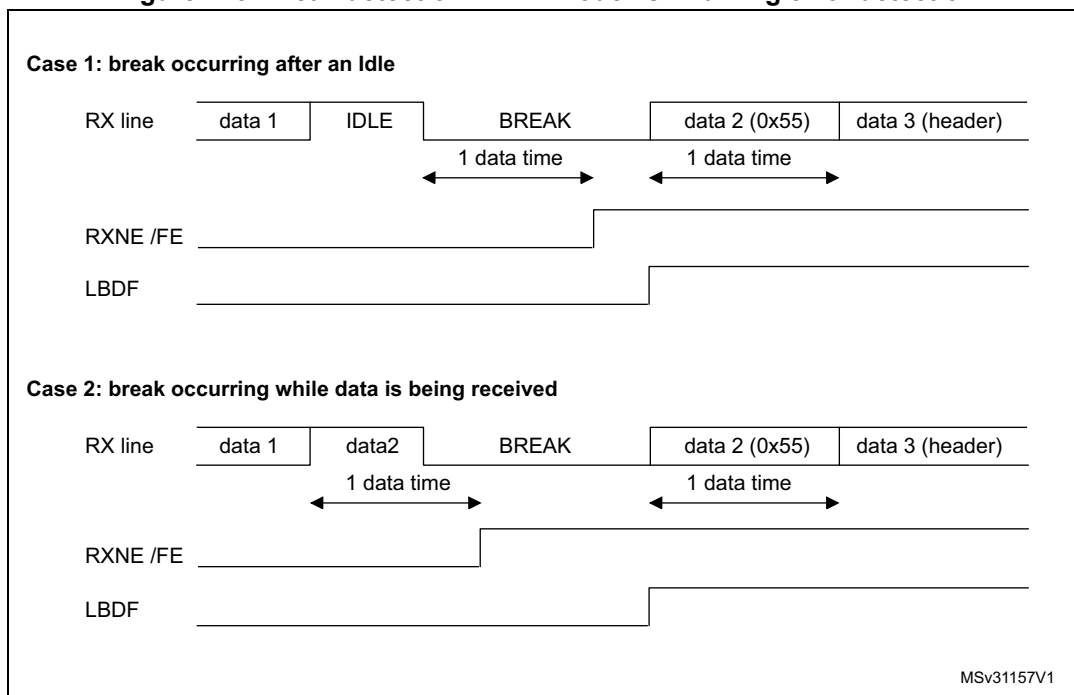 Case 1: break occurring after an Idle
RX line data 1 IDLE BREAK data 2 (0x55) data 3 (header)
1 data time 1 data time
RXNE /FE
LBDF
Case 2: break occurring while data is being received
RX line data 1 data2 BREAK data 2 (0x55) data 3 (header)
1 data time 1 data time
RXNE /FE
LBDF
MSv31157V1